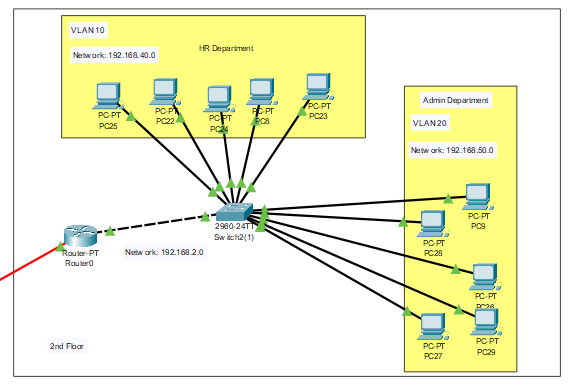 VLAN 10
HR Department
Network: 192.168.40.0
PC-PT
PC25
PC-PT
PC22
PC-PT
PC24
PC-PT
PC8
PC-PT
PC23
Admin Department
VLAN20
Network: 192.168.50.0
PC-PT
PC9
PC-PT
PC28
PC-PT
PC26
PC-PT
PC29
PC-PT
PC27
2960-24TT
Switch2(1)
Router-PT
Router0
Network: 192.168.2.0
2nd Floor